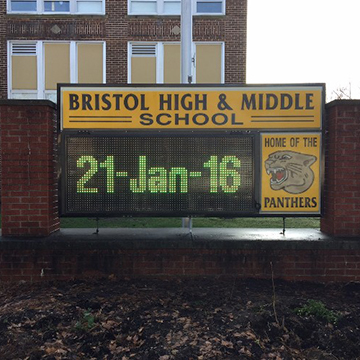 BRISTOL HIGH & MIDDLE
SCHOOL
21-Jan-16
HOME OF THE
PANTHERS